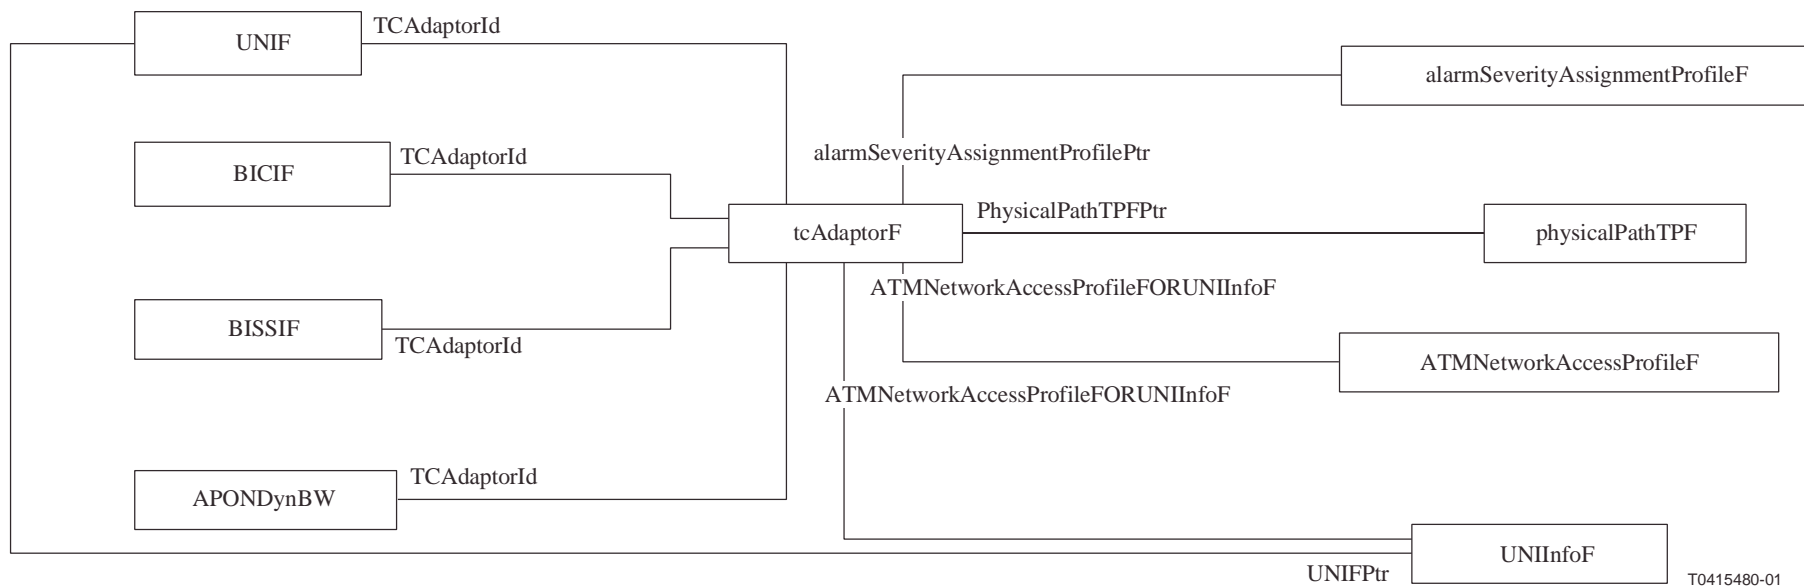 TCAdaptorId
UNIF
alarmSeverityAssignmentProfileF
TCAdaptorId
alarmSeverityAssignmentProfilePtr
BICIF
PhysicalPathTPFPtr
tcAdaptorF
physicalPathTPF
ATMNetworkAccessProfileFORUNIInfoF
BISSIF
TCAdaptorId
ATMNetworkAccessProfileF
ATMNetworkAccessProfileFORUNIInfoF
TCAdaptorId
APONDynBW
UNIInfoF
UNIFPtr
T0415480-01